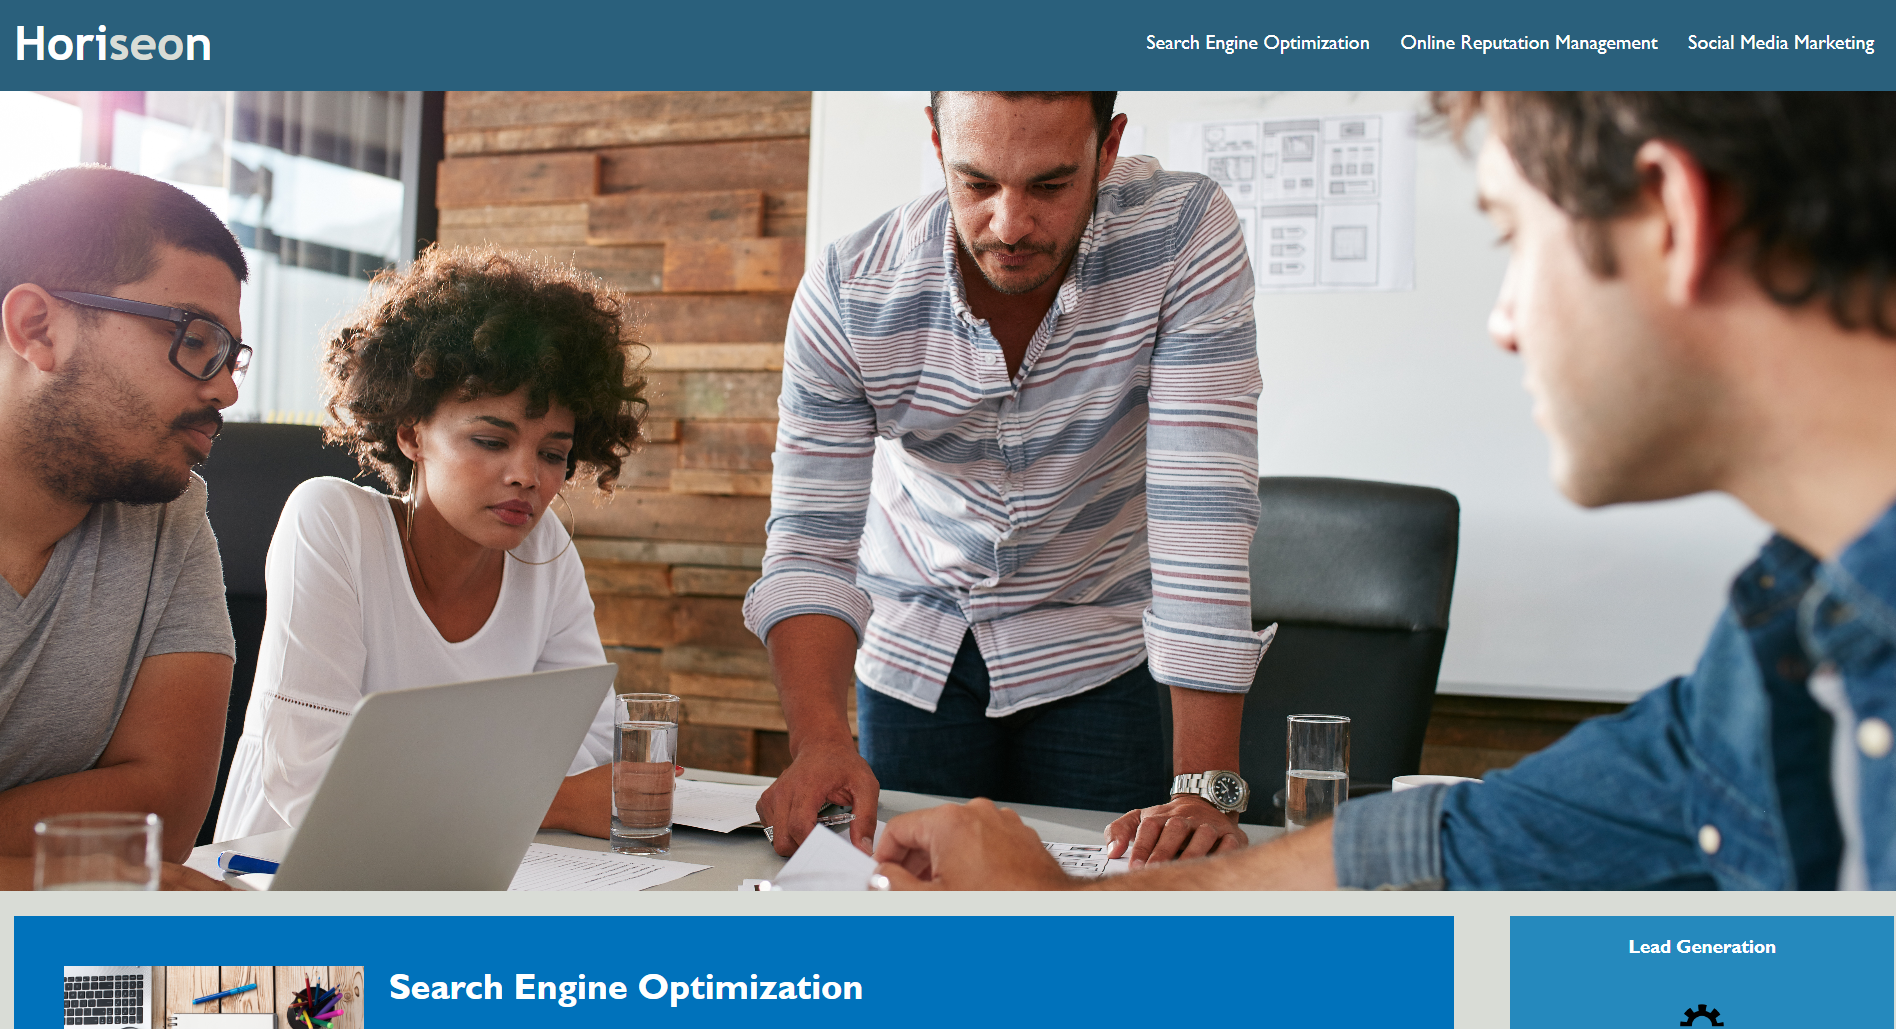 Horiseon
Search Engine Optimization
Online Reputation Management
Social Media Marketing
Search Engine Optimization
Lead Generation